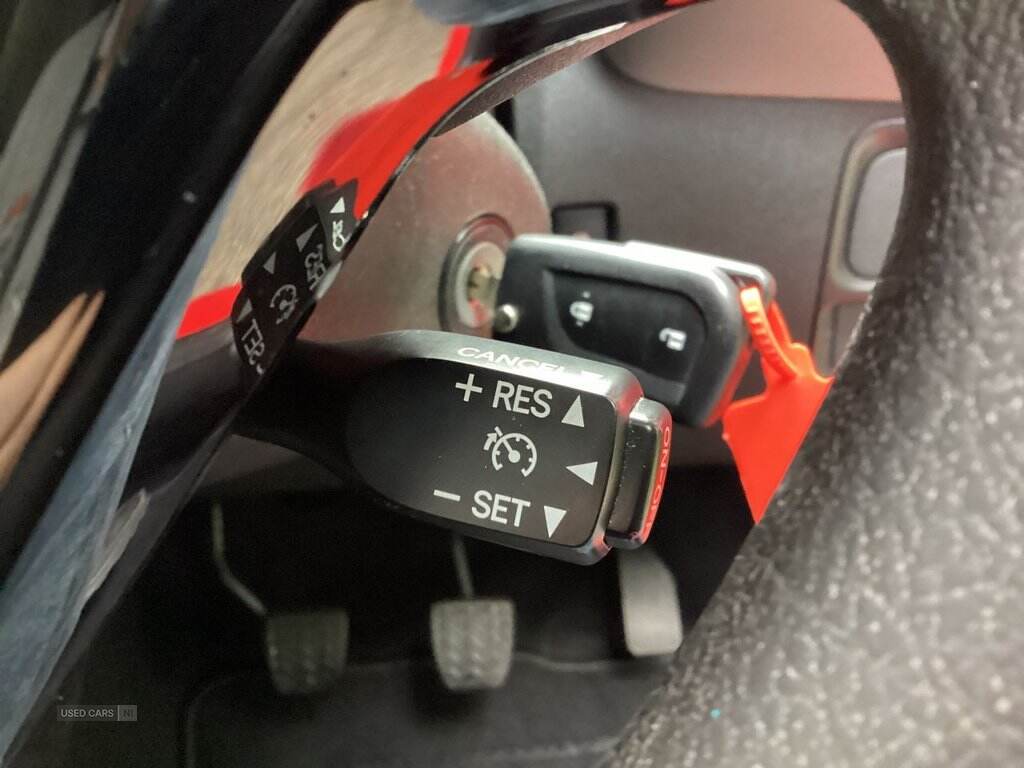 CANCEL
+ RES
− SET
ON-OFF
USED CARS NI